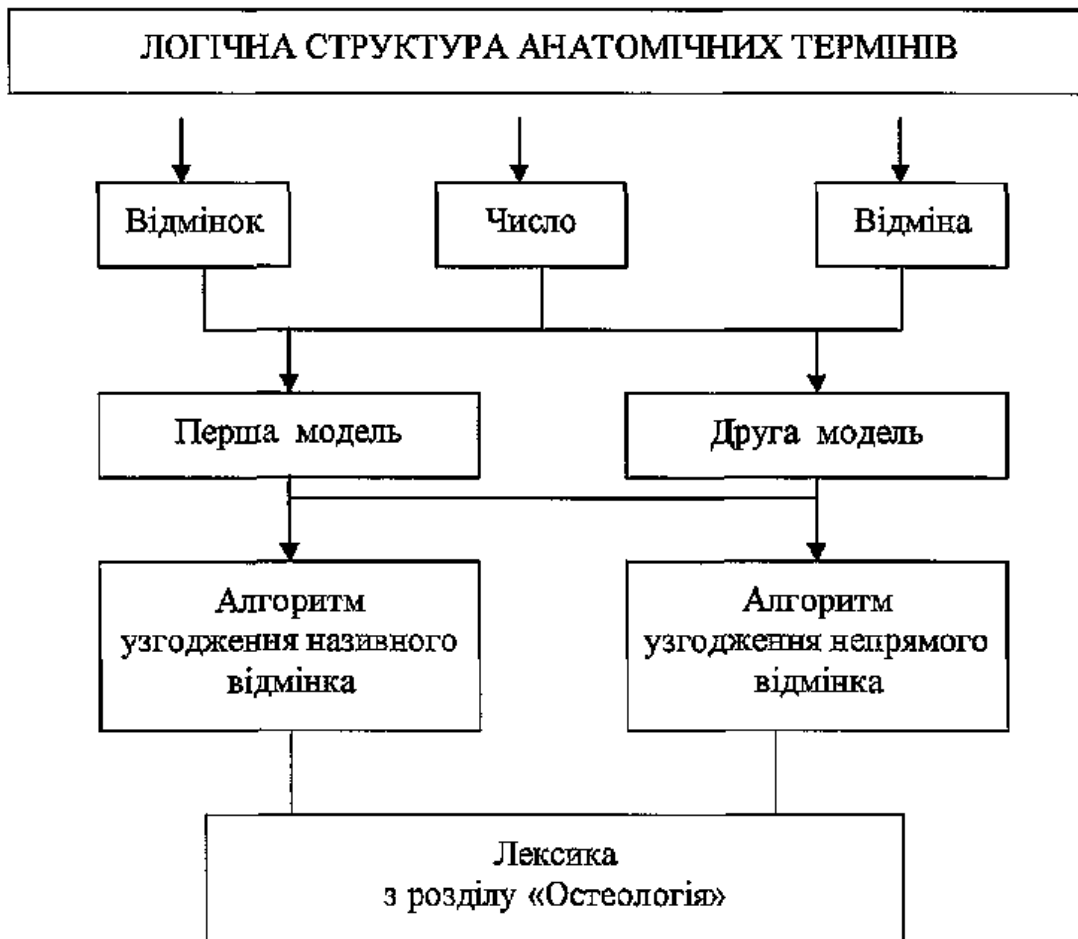 ЛОГІЧНА СТРУКТУРА АНАТОМІЧНИХ ТЕРМІНІВ
Відмінок
Число
Відміна
Перша модель
Друга модель
Алгоритм
узгодження називного
відмінка
Алгоритм
узгодження непрямого
відмінка
Лексика
з розділу «Остеологія»